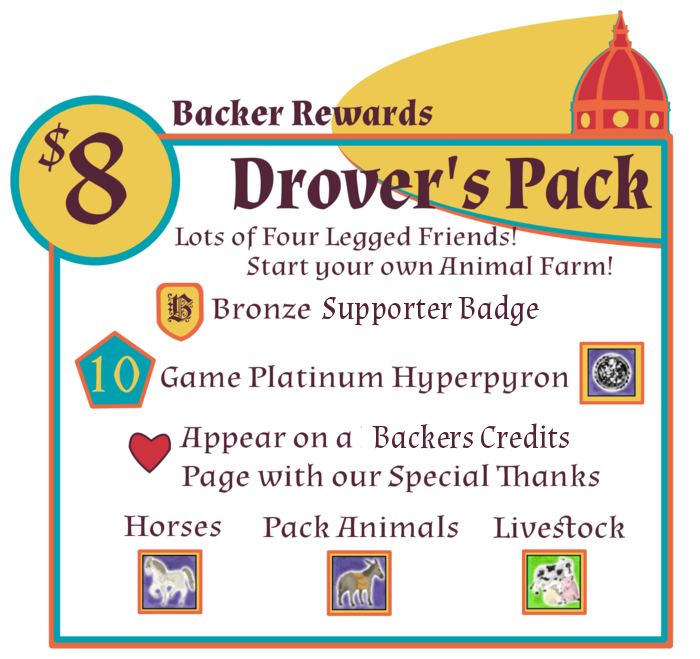 Backer Rewards
$8
Drover's Pack
Lots of Four Legged Friends!
Start your own Animal Farm!
B Bronze Supporter Badge
10 Game Platinum Hyperpyron
Appear on a Backers Credits
Page with our Special Thanks
Horses Pack Animals Livestock